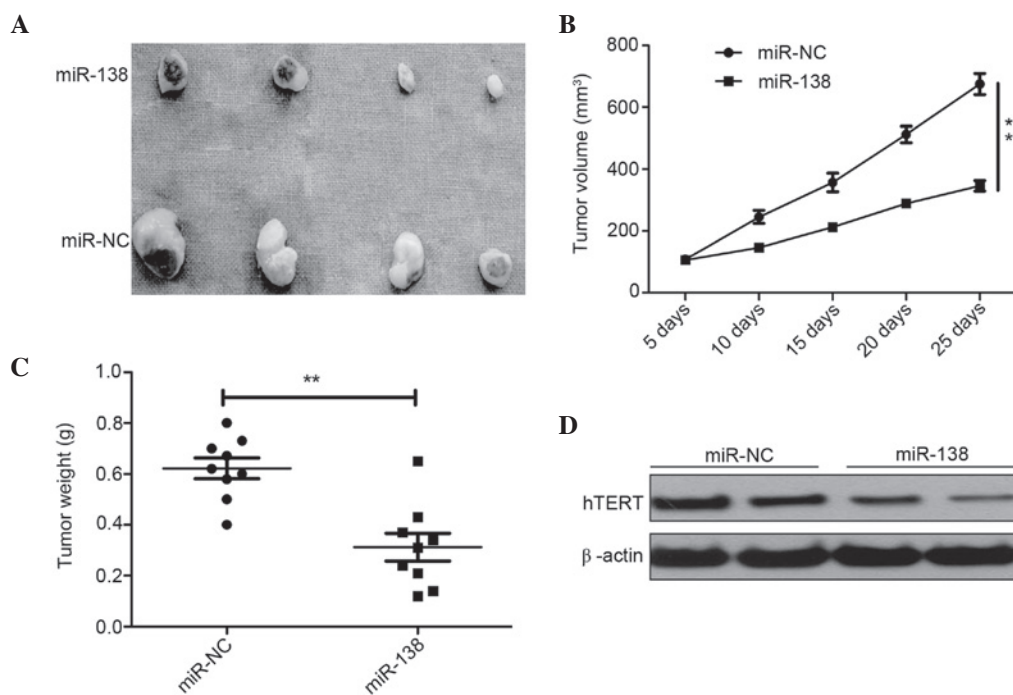 A
miR-138
miR-NC
B
800
600
400
200
0
Tumor volume (mm³)
miR-NC
miR-138
**
5 days
10 days
15 days
20 days
25 days
C
1.0
0.8
0.6
0.4
0.2
0.0
Tumor weight (g)
**
miR-NC
miR-138
D
miR-NC
miR-138
hTERT
β-actin